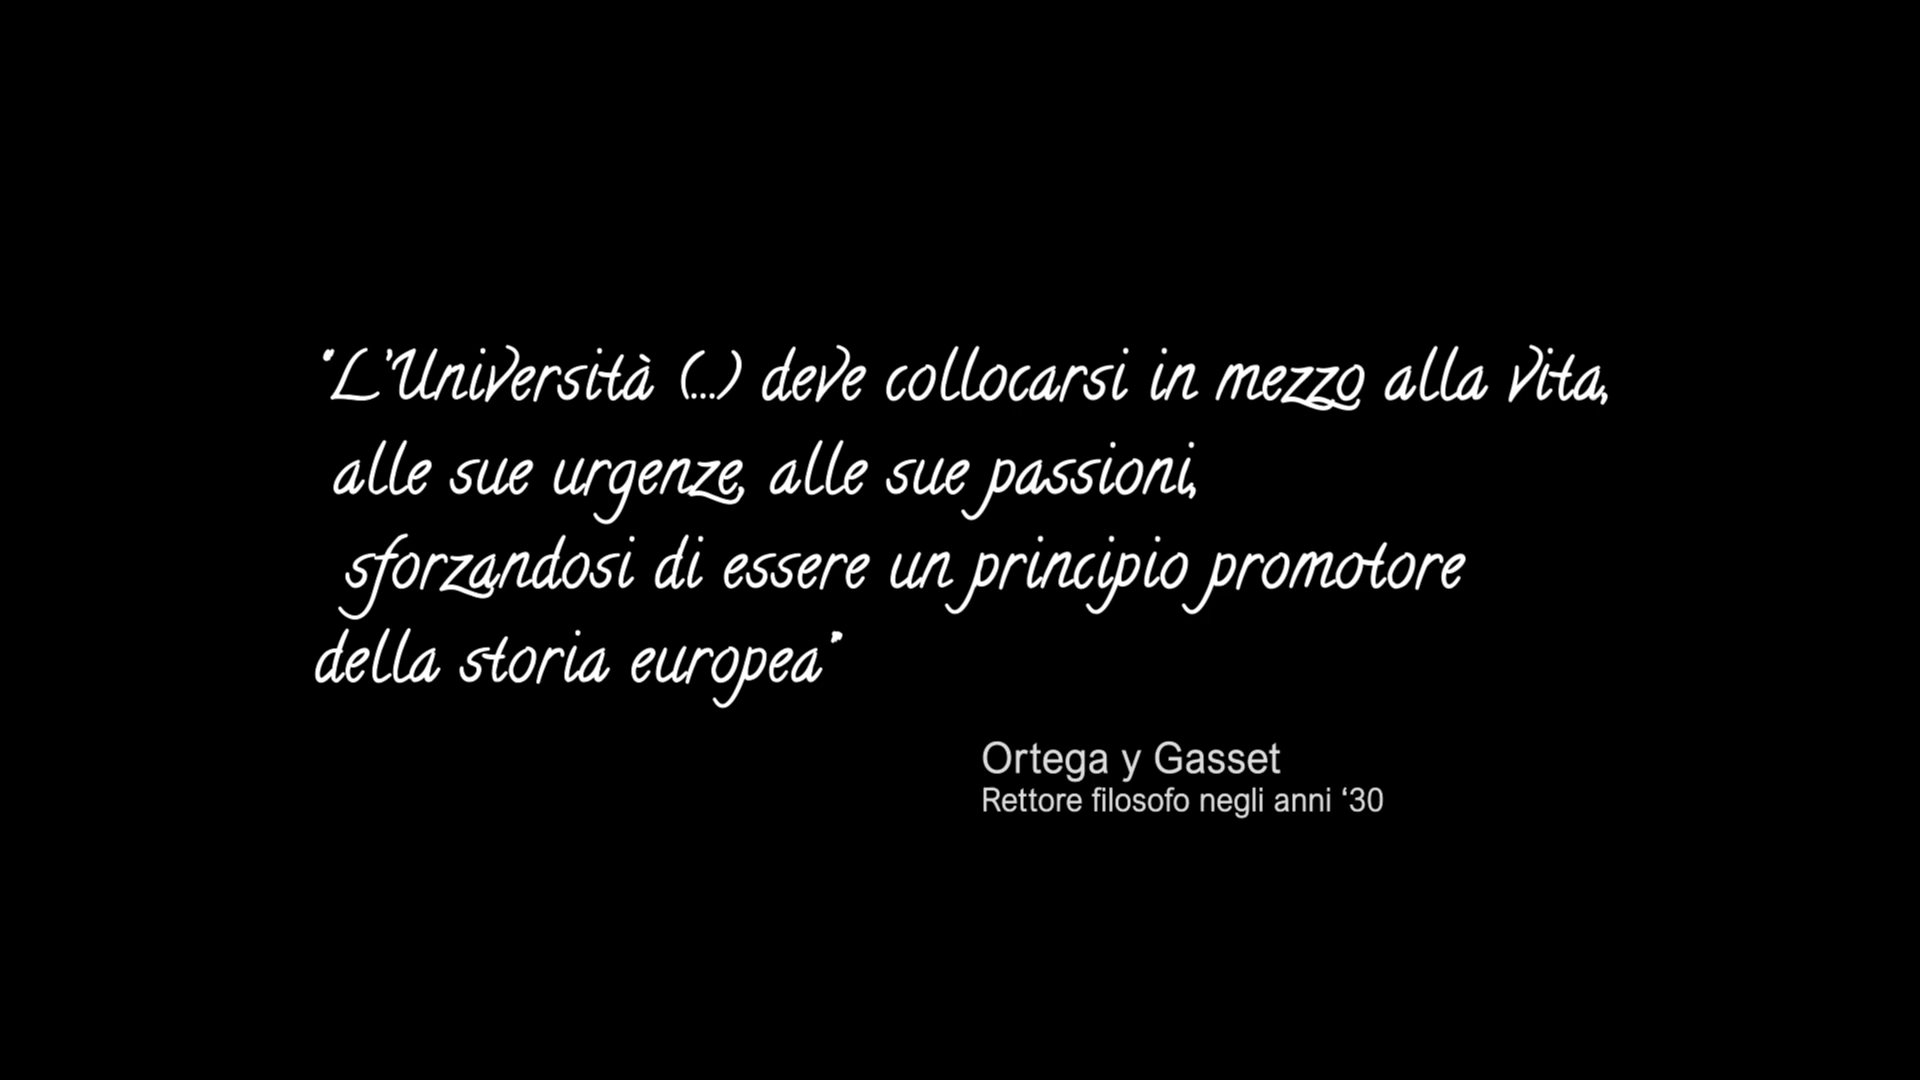 "L'Università (...) deve collocarsi in mezzo alla vita,
alle sue urgenze, alle sue passioni,
sforzandosi di essere un principio promotore
della storia europea"
Ortega y Gasset
Rettore filosofo negli anni ‘30